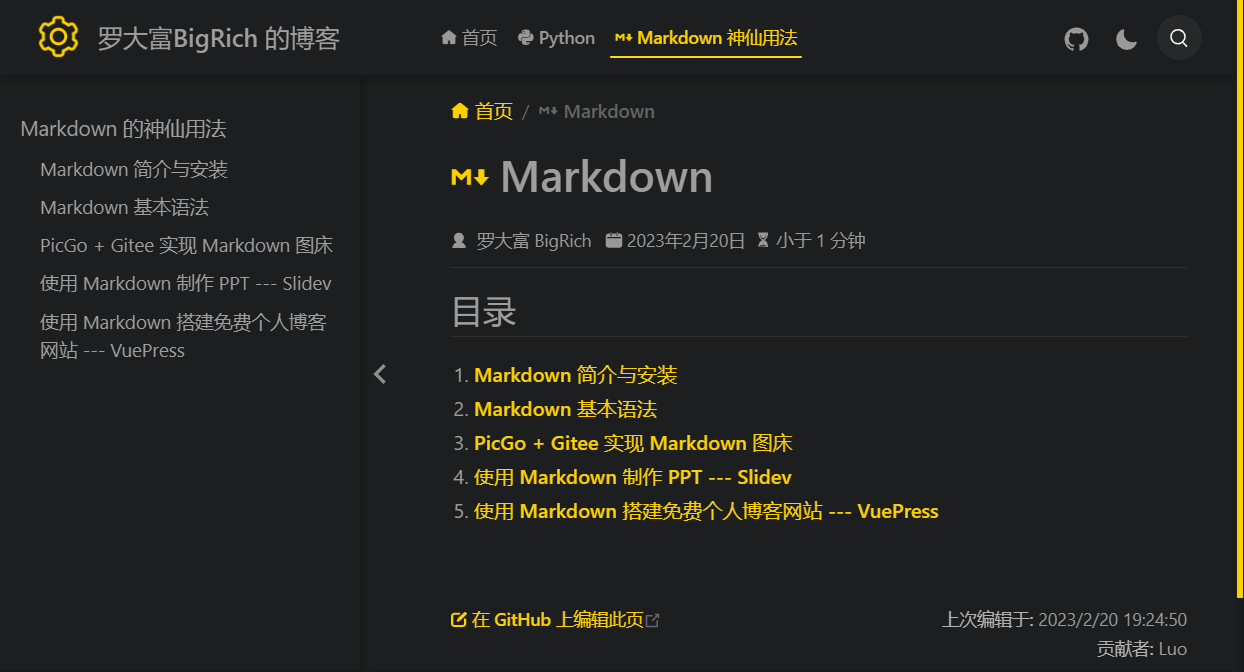 罗大富BigRich 的博客
首页 Python Markdown 神仙用法
Markdown 的神仙用法
Markdown 简介与安装
Markdown 基本语法
PicGo + Gitee 实现 Markdown 图床
使用 Markdown 制作 PPT --- Slidev
使用 Markdown 搭建免费个人博客
网站 --- VuePress
首页 / Markdown
Markdown
罗大富 BigRich 2023年2月20日 小于 1 分钟
目录
1. Markdown 简介与安装
2. Markdown 基本语法
3. PicGo + Gitee 实现 Markdown 图床
4. 使用 Markdown 制作 PPT --- Slidev
5. 使用 Markdown 搭建免费个人博客网站 --- VuePress
在 GitHub 上编辑此页
上次编辑于: 2023/2/20 19:24:50
贡献者: Luo